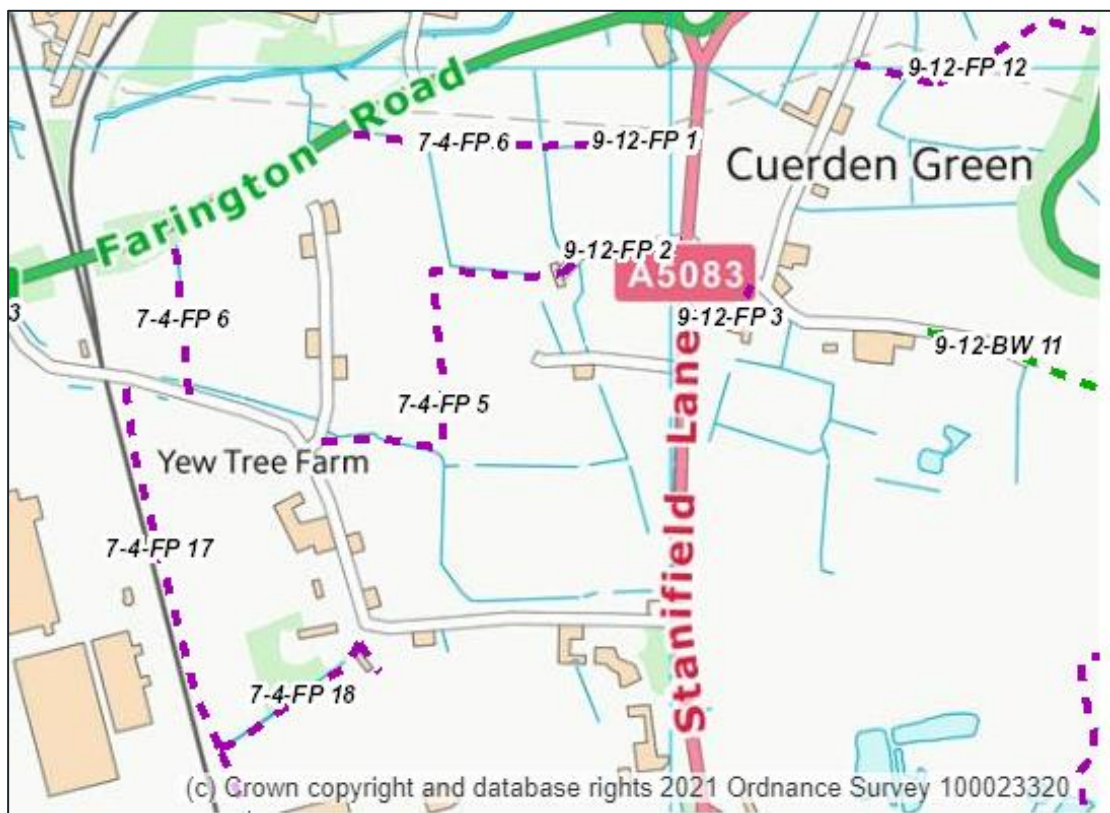 9-12-FP 12
Farington Road
7-4-FP 6
9-12-FP 1
Cuerden Green
9-12-FP 2
A5083
3
7-4-FP 6
9-12-FP 3
9-12-BW 11
7-4-FP 5
Yew Tree Farm
Stanifield Lane
7-4-FP 17
7-4-FP 18
(c) Crown copyright and database rights 2021 Ordnance Survey 100023320